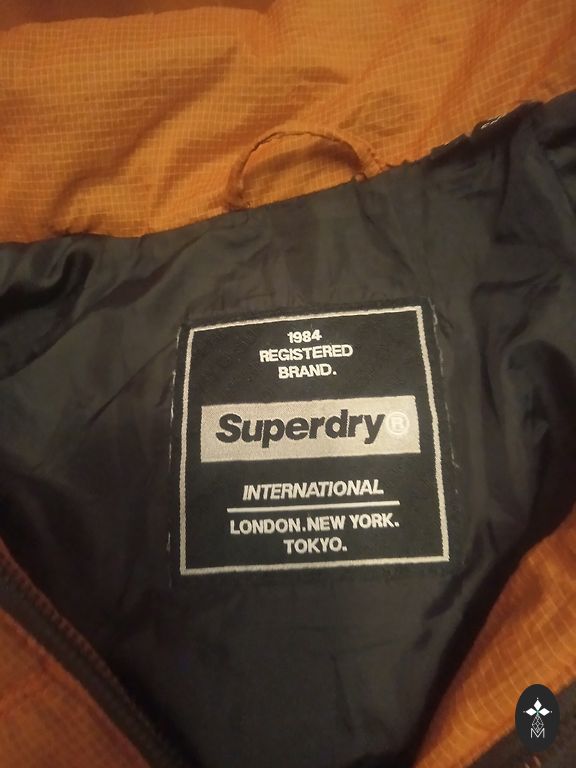 1984
REGISTERED
BRAND.
Superdry®
INTERNATIONAL
LONDON.NEW YORK.
TOKYO.
M